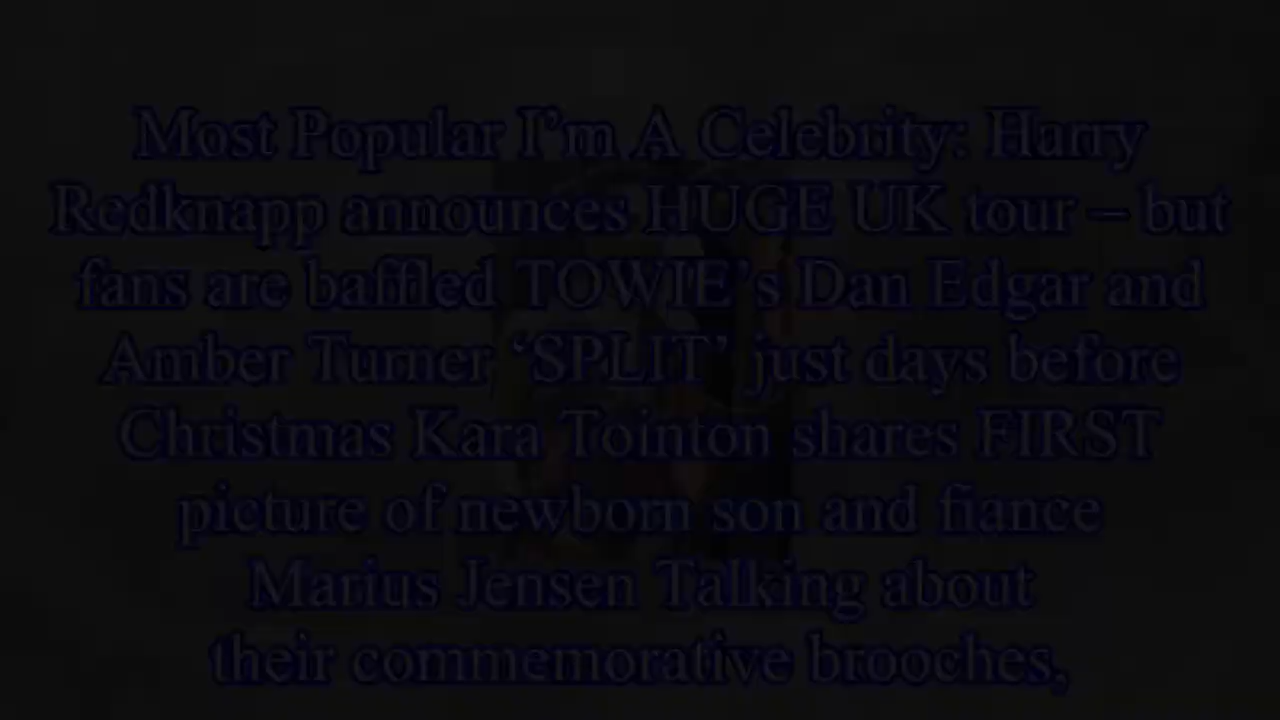 Most Popular I’m A Celebrity: Harry
Redknapp announces HUGE UK tour – but
fans are baffled TOWIE’s Dan Edgar and
Amber Turner ‘SPLIT’ just days before
Christmas Kara Tointon shares FIRST
picture of newborn son and fiance
Marius Jensen Talking about
their commemorative brooches,